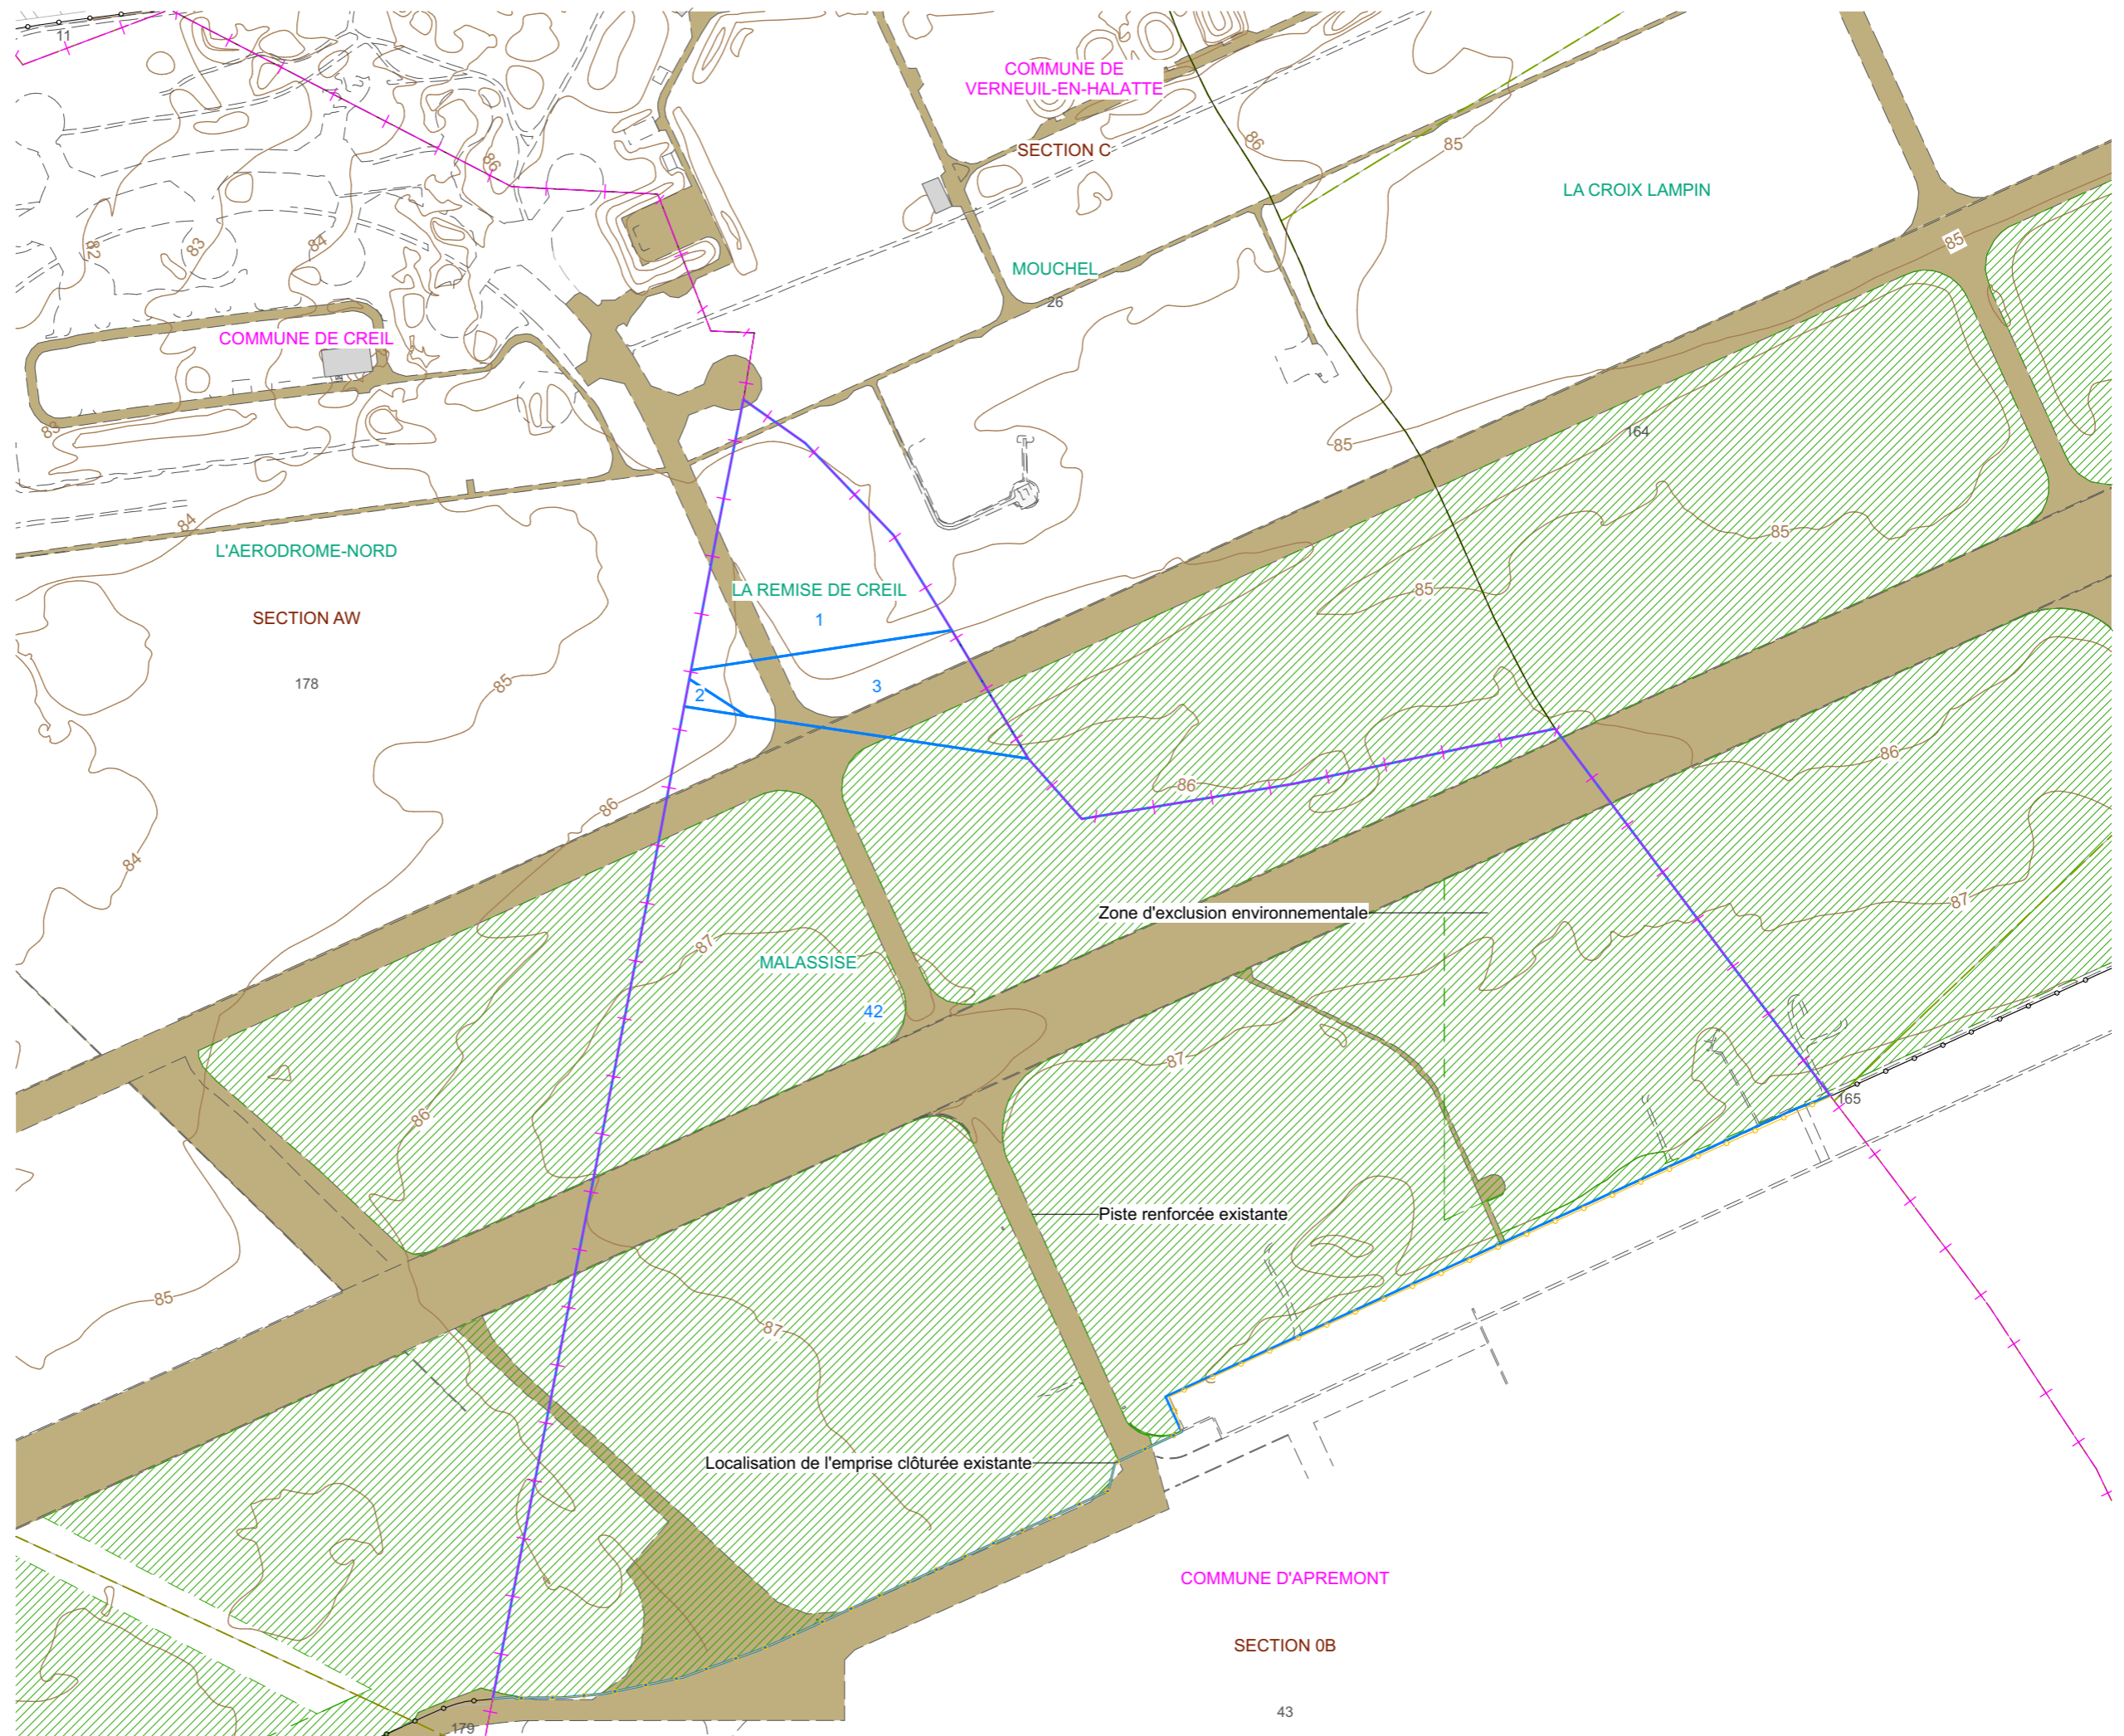 11
COMMUNE DE
VERNEUIL-EN-HALATTE
86
86
85
SECTION C
LA CROIX LAMPIN
82
83
84
85
MOUCHEL
26
COMMUNE DE CREIL
83
85
164
84
85
L'AERODROME-NORD
LA REMISE DE CREIL
85
SECTION AW
1
178
85
2
3
86
86
86
84
Zone d'exclusion environnementale
87
87
MALASSISE
42
87
86
165
Piste renforcée existante
85
87
Localisation de l'emprise clôturée existante
COMMUNE D'APREMONT
SECTION 0B
43
179